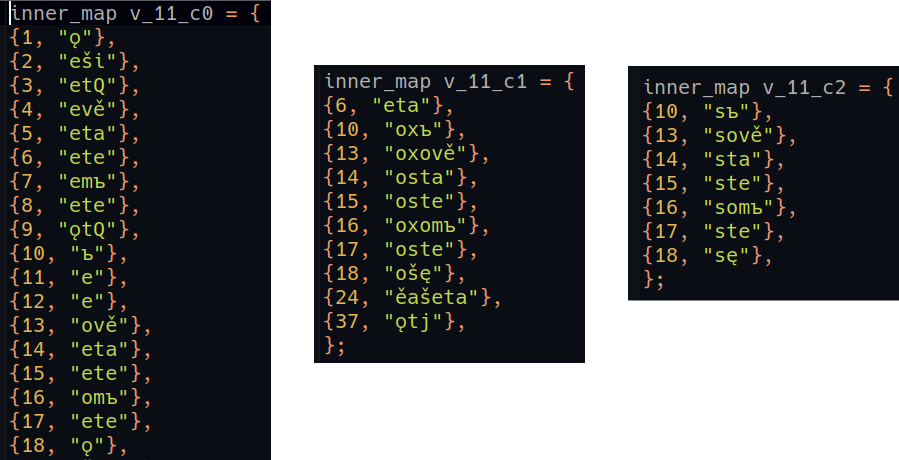 inner_map v_11_c0 = {
{1, "ǫ"},
{2, "eši"},
{3, "etQ"},
{4, "evě"},
{5, "eta"},
{6, "ete"},
{7, "emъ"},
{8, "ete"},
{9, "ǫtQ"},
{10, "ъ"},
{11, "e"},
{12, "e"},
{13, "ově"},
{14, "eta"},
{15, "ete"},
{16, "omъ"},
{17, "ete"},
{18, "ǫ"},
inner_map v_11_c1 = {
{6, "eta"},
{10, "oxъ"},
{13, "oxově"},
{14, "osta"},
{15, "oste"},
{16, "oxomъ"},
{17, "oste"},
{18, "ošę"},
{24, "ěašeta"},
{37, "ǫtj"},
};
inner_map v_11_c2 = {
{10, "sъ"},
{13, "sově"},
{14, "sta"},
{15, "ste"},
{16, "somъ"},
{17, "ste"},
{18, "sę"},
};